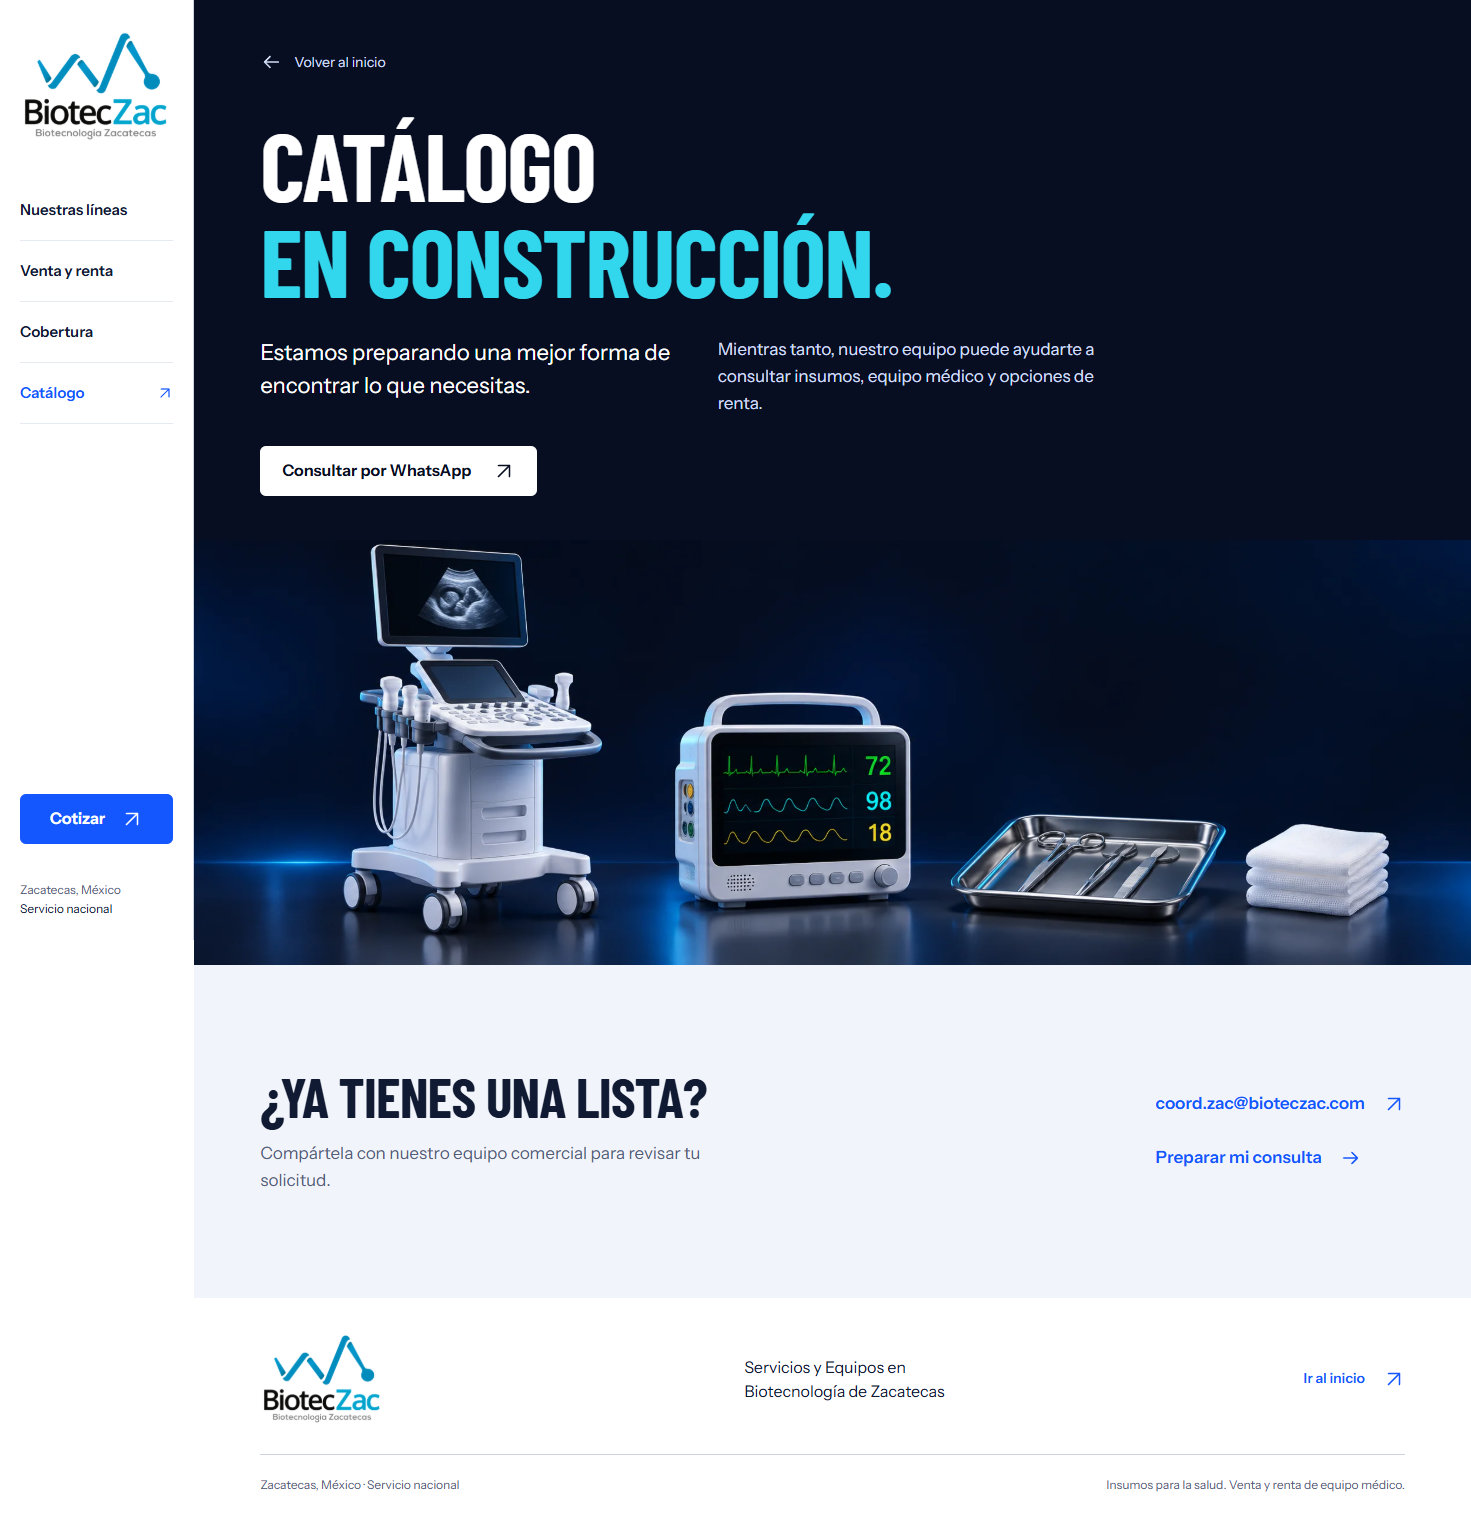 BiotecZac
Biotecnología Zacatecas
Nuestras líneas
Venta y renta
Cobertura
Catálogo
Cotizar
Zacatecas, México
Servicio nacional
Volver al inicio
CATÁLOGO
EN CONSTRUCCIÓN.
Estamos preparando una mejor forma de
encontrar lo que necesitas.
Mientras tanto, nuestro equipo puede ayudarte a
consultar insumos, equipo médico y opciones de
renta.
Consultar por WhatsApp
72
98
18
¿YA TIENES UNA LISTA?
Compártela con nuestro equipo comercial para revisar tu
solicitud.
coord.zac@bioteczac.com
Preparar mi consulta
BiotecZac
Biotecnología Zacatecas
Servicios y Equipos en
Biotecnología de Zacatecas
Ir al inicio
Zacatecas, México · Servicio nacional
Insumos para la salud. Venta y renta de equipo médico.